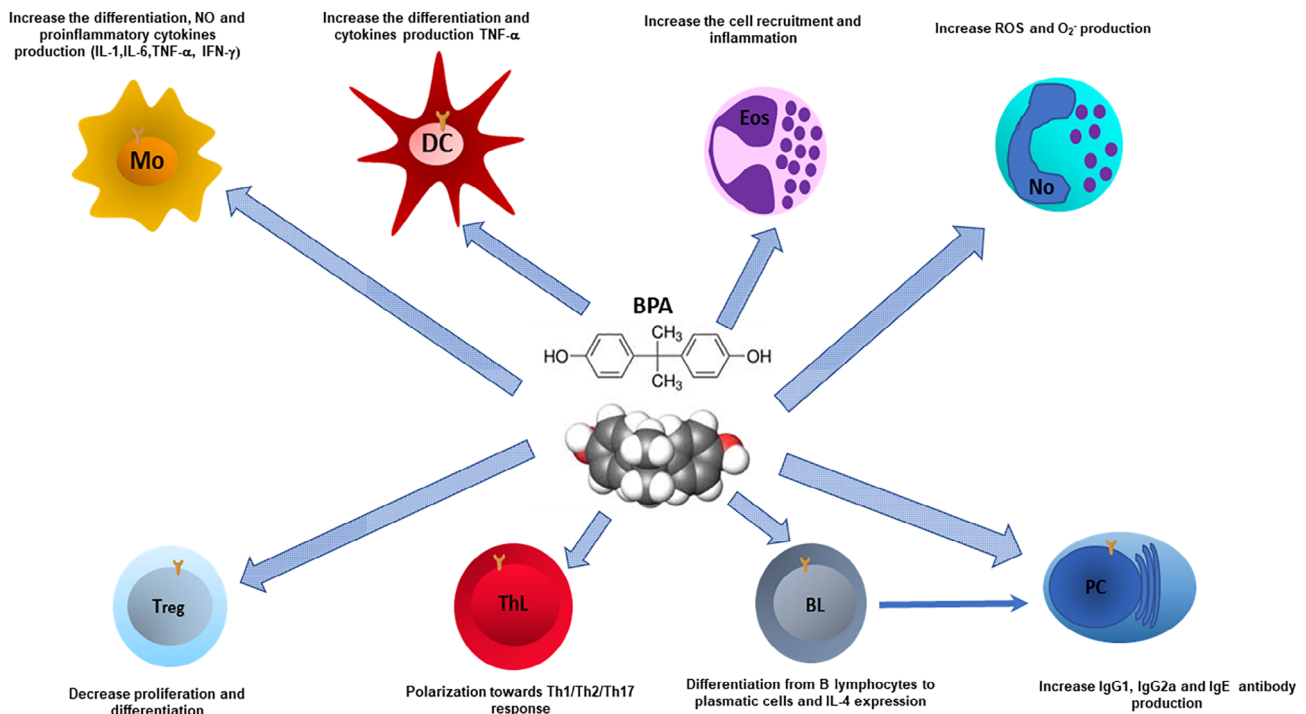 Increase the differentiation, NO and
proinflammatory cytokines
production (IL-1,IL-6,TNF-α, IFN-γ)
Increase the differentiation and
cytokines production TNF-α
Increase the cell recruitment and
inflammation
Increase ROS and O₂⁻ production
Mo
DC
Eos
No
BPA
CH₃
HO
OH
CH₃
Treg
ThL
BL
PC
Decrease proliferation and
differentiation
Polarization towards Th1/Th2/Th17
response
Differentiation from B lymphocytes to
plasmatic cells and IL-4 expression
Increase IgG1, IgG2a and IgE antibody
production